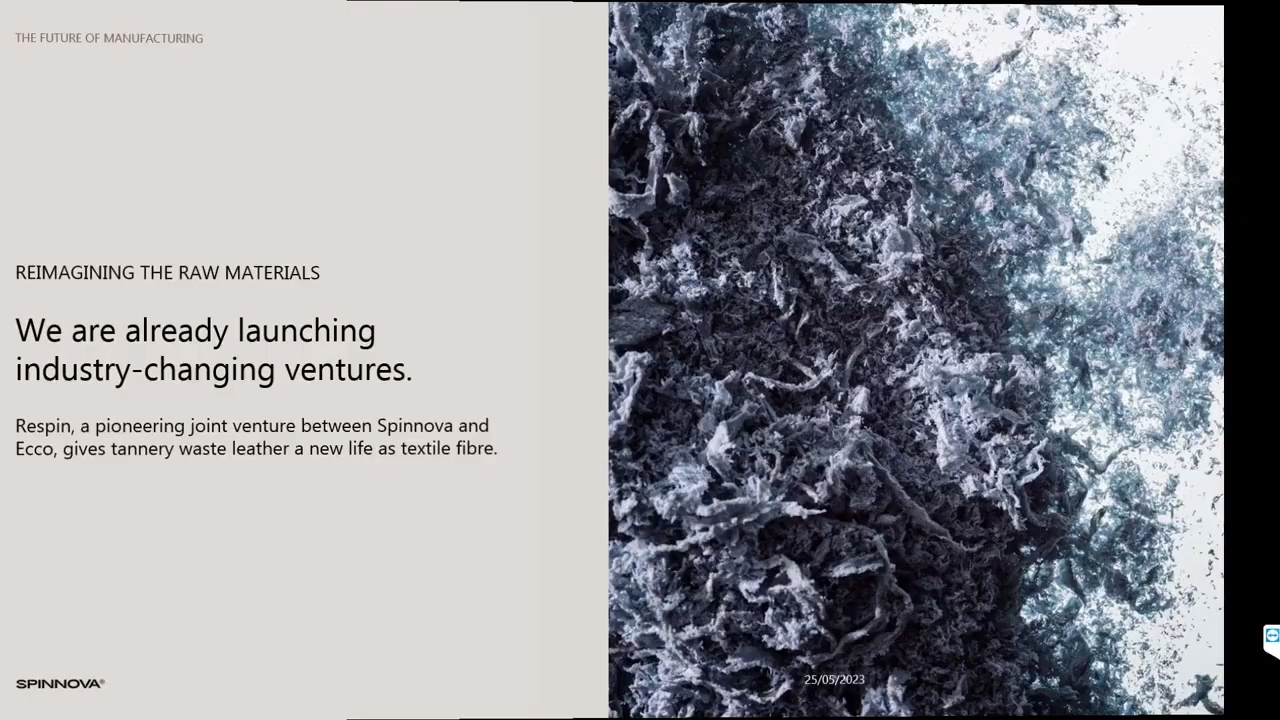 THE FUTURE OF MANUFACTURING
REIMAGINING THE RAW MATERIALS
We are already launching
industry-changing ventures.
Respin, a pioneering joint venture between Spinnova and
Ecco, gives tannery waste leather a new life as textile fibre.
SPINNOVA®
25/05/2023